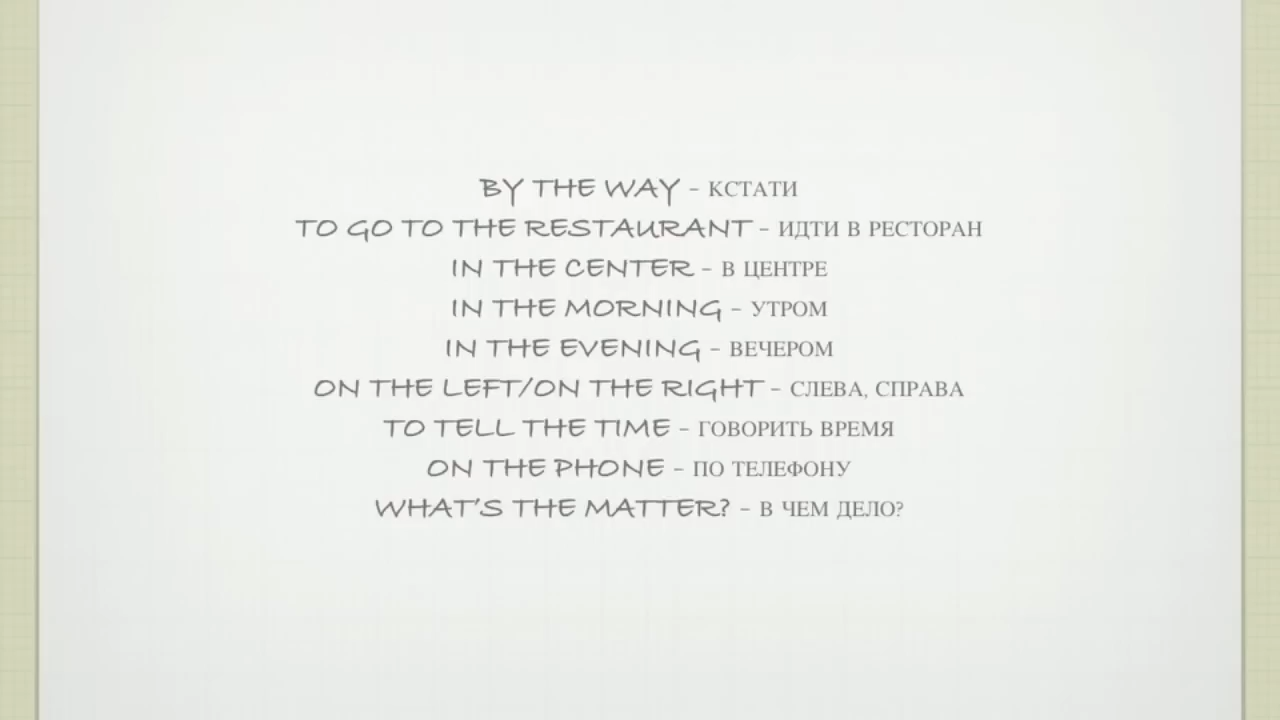 BY THE WAY – КСТАТИ
TO GO TO THE RESTAURANT – ИДТИ В РЕСТОРАН
IN THE CENTER – В ЦЕНТРЕ
IN THE MORNING – УТРОМ
IN THE EVENING – ВЕЧЕРОМ
ON THE LEFT/ON THE RIGHT – СЛЕВА, СПРАВА
TO TELL THE TIME – ГОВОРИТЬ ВРЕМЯ
ON THE PHONE – ПО ТЕЛЕФОНУ
WHAT'S THE MATTER? – В ЧЕМ ДЕЛО?